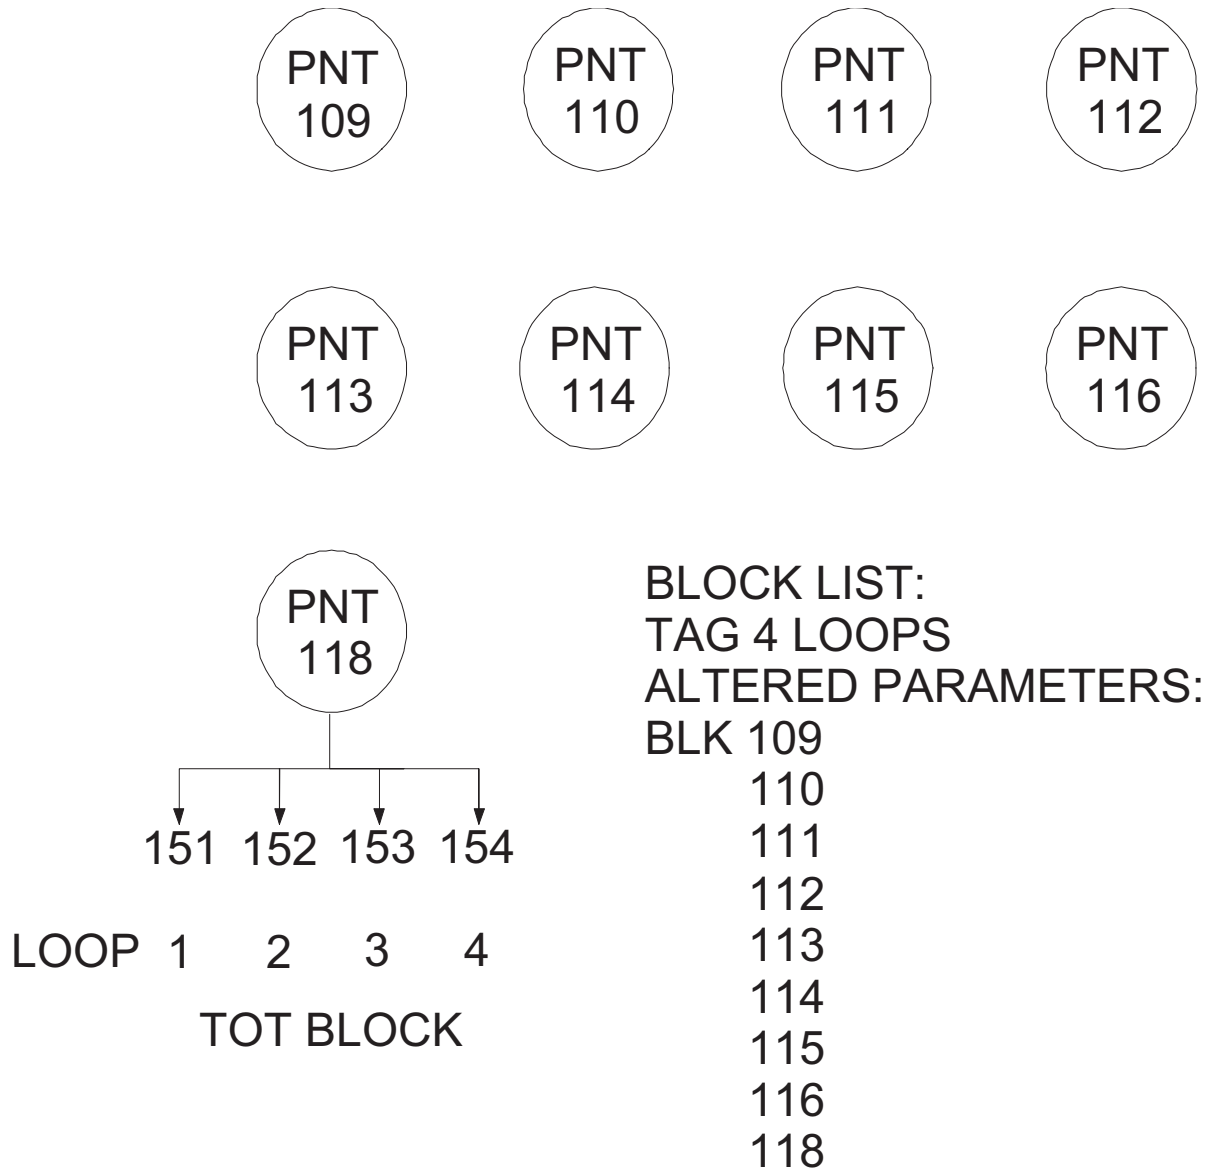 PNT
109
PNT
110
PNT
111
PNT
112
PNT
113
PNT
114
PNT
115
PNT
116
PNT
118
151 152 153 154
LOOP 1 2 3 4
TOT BLOCK
BLOCK LIST:
TAG 4 LOOPS
ALTERED PARAMETERS:
BLK 109
110
111
112
113
114
115
116
118